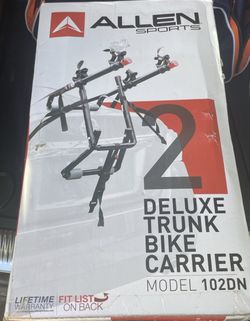 ALLEN
SPORTS
2
DELUXE
TRUNK
BIKE
CARRIER
MODEL 102DN
LIFETIME
WARRANTY
FIT LIST
ON BACK